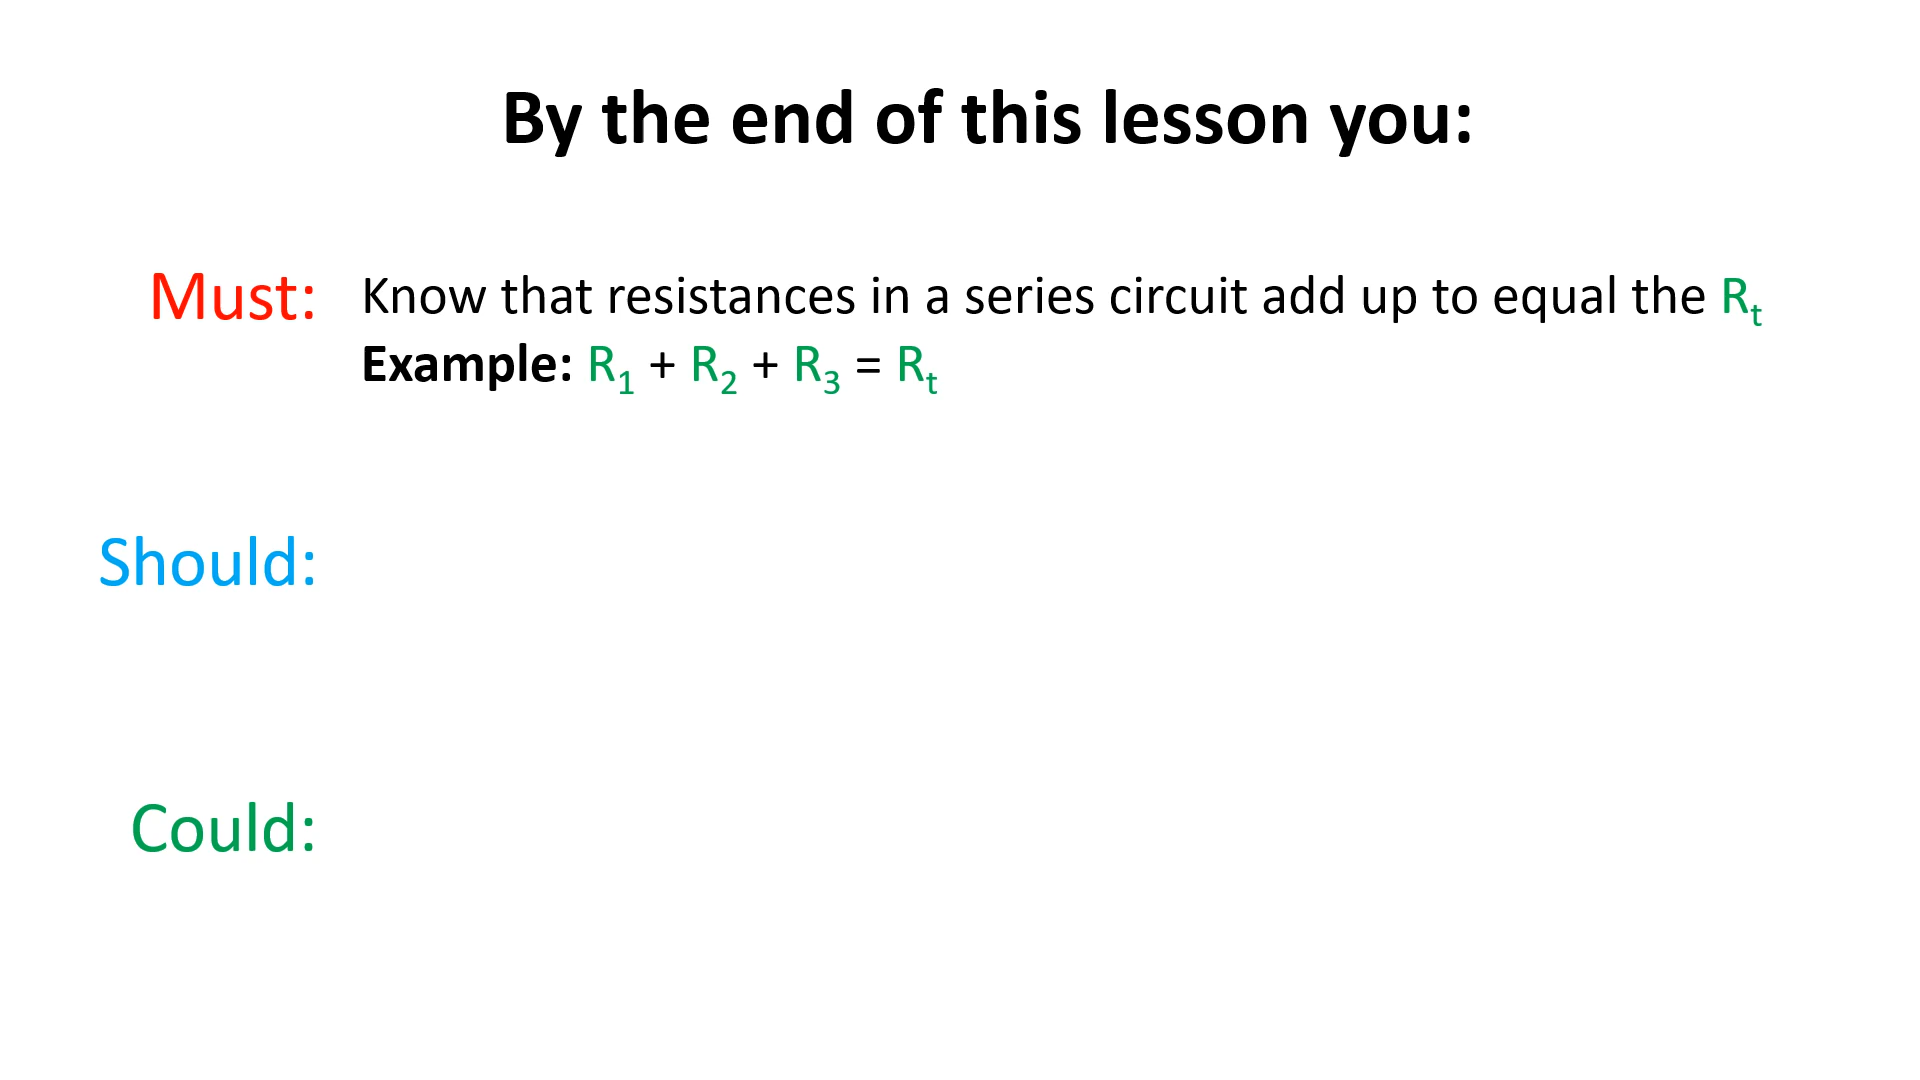 By the end of this lesson you:
Must: Know that resistances in a series circuit add up to equal the Rₜ
Example: R₁ + R₂ + R₃ = Rₜ
Should:
Could: